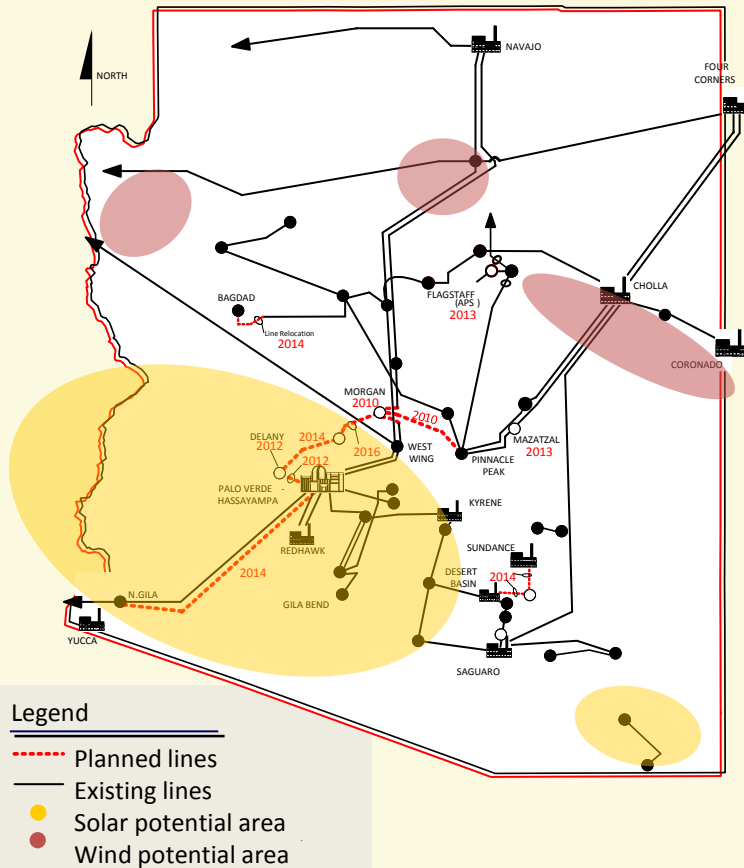 NAVAJO
FOUR
CORNERS
NORTH
CHOLLA
FLAGSTAFF
(APS )
2013
BAGDAD
Line Relocation
2014
CORONADO
MORGAN
2010
2010
DELANY
2012
2014
2016
2012
WEST
WING
PINNACLE
PEAK
MAZATZAL
2013
PALO VERDE -
HASSAYAMPA
KYRENE
REDHAWK
SUNDANCE
DESERT
BASIN
2014
2014
N.GILA
GILA BEND
YUCCA
SAGUARO
Legend
Planned lines
Existing lines
Solar potential area
Wind potential area